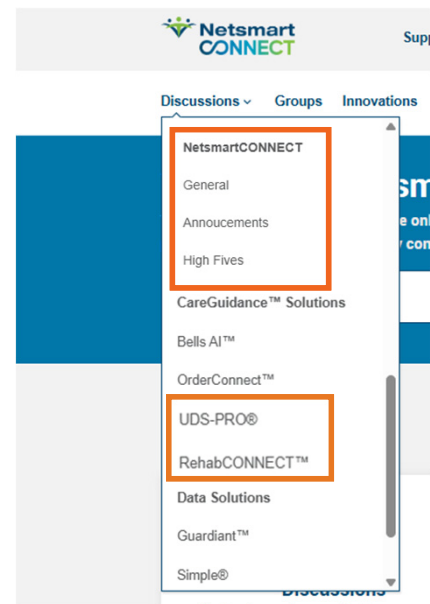 Netsmart
CONNECT
Discussions
Groups
Innovations
NetsmartCONNECT
General
Annoucements
High Fives
CareGuidance™ Solutions
Bells AI™
OrderConnect™
UDS-PRO®
RehabCONNECT™
Data Solutions
Guardiant™
Simple®
Discussions